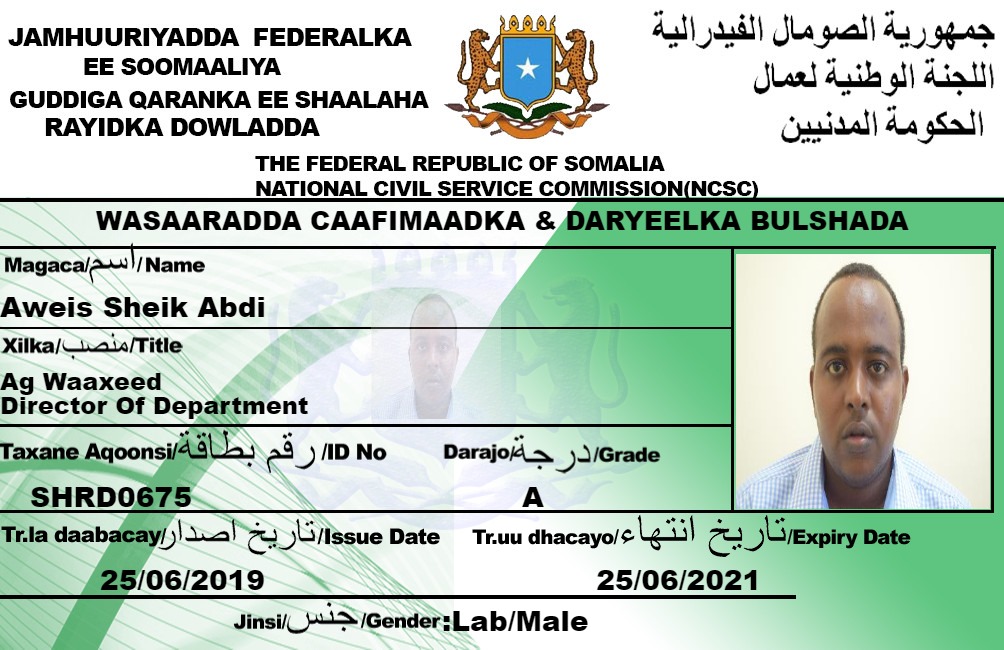 JAMHUURIYADDA FEDERALKA
EE SOOMAALIYA
GUDDIGA QARANKA EE SHAALAHA
RAYIDKA DOWLADDA
جمهورية الصومال الفيدرالية
اللجنة الوطنية لعمال
الحكومة المدنيين
THE FEDERAL REPUBLIC OF SOMALIA
NATIONAL CIVIL SERVICE COMMISSION(NCSC)
WASAARADDA CAAFIMAADKA & DARYEELKA BULSHADA
Magaca/اسم/Name
Aweis Sheik Abdi
Xilka/منصب/Title
Ag Waaxeed
Director Of Department
Taxane Aqoonsi/رقم بطاقة/ID No
SHRD0675
Darajo/درجة/Grade
A
Tr.la daabacay/تاريخ اصدار/Issue Date
25/06/2019
Tr.uu dhacayo/تاريخ انتهاء/Expiry Date
25/06/2021
Jinsi/جنس/Gender:Lab/Male